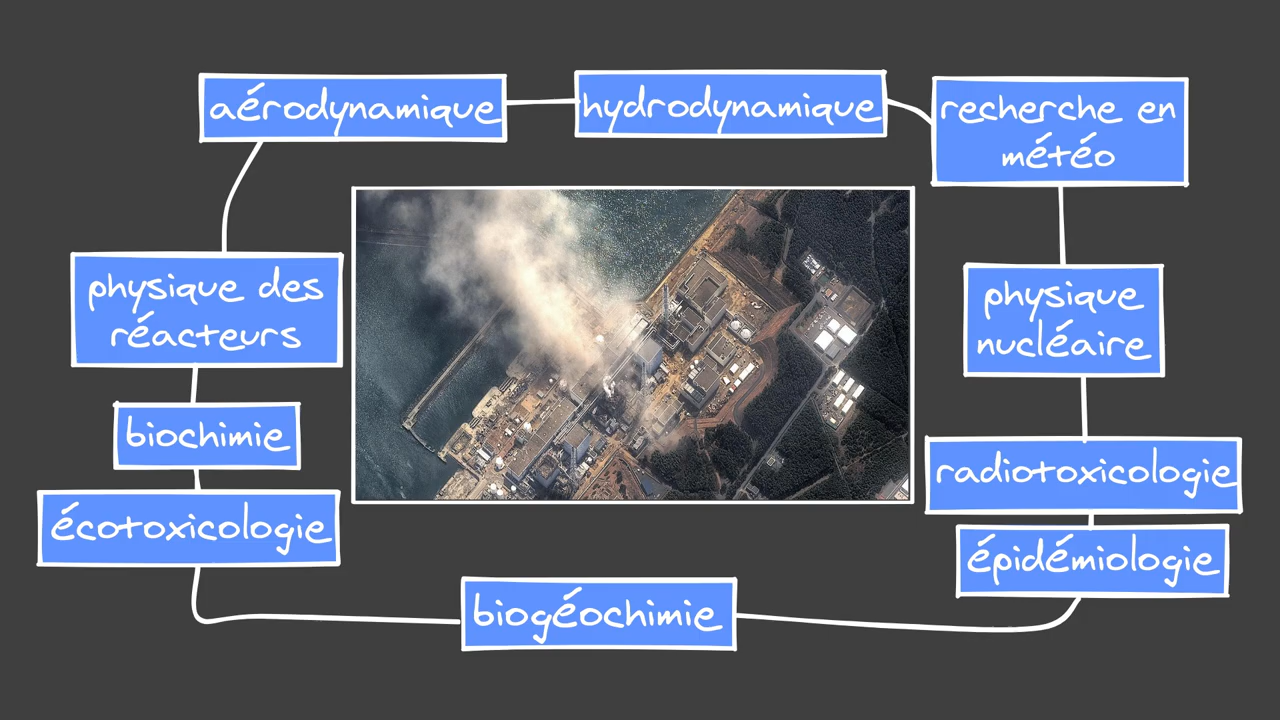 aérodynamique
hydrodynamique
recherche en
météo
physique des
réacteurs
physique
nucléaire
biochimie
radiotoxicologie
écotoxicologie
épidémiologie
biogéochimie